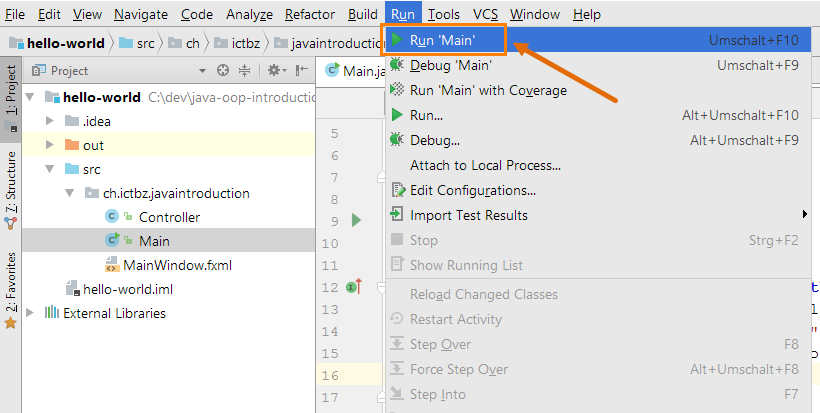 File Edit View Navigate Code Analyze Refactor Build Run Tools VCS Window Help
hello-world src ch ictbz javaintroduction
1: Project
Project
hello-world C:\dev\java-oop-introduction
.idea
out
src
ch.ictbz.javaintroduction
Controller
Main
MainWindow.fxml
hello-world.iml
External Libraries
7: Structure
2: Favorites
Main.ja
5
6
7
8
9
10
11
12
13
14
15
16
17
Run 'Main' Umschalt+F10
Debug 'Main' Umschalt+F9
Run 'Main' with Coverage
Run... Alt+Umschalt+F10
Debug... Alt+Umschalt+F9
Attach to Local Process...
Edit Configurations...
Import Test Results
Stop Strg+F2
Show Running List
Reload Changed Classes
Restart Activity
Step Over F8
Force Step Over Alt+Umschalt+F8
Step Into F7